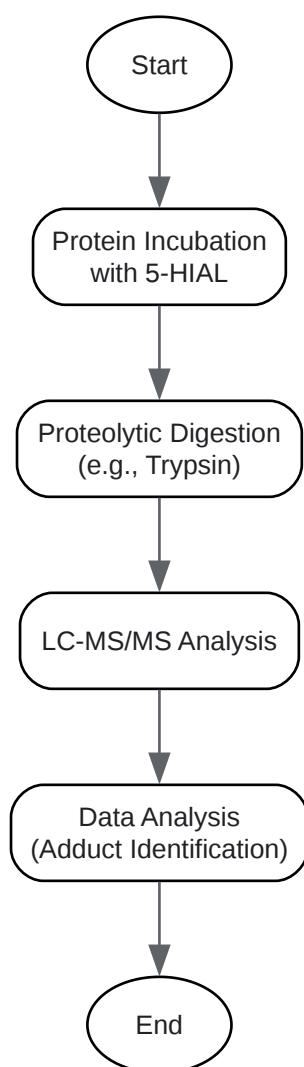 Start
Protein Incubation
with 5-HIAL
Proteolytic Digestion
(e.g., Trypsin)
LC-MS/MS Analysis
Data Analysis
(Adduct Identification)
End